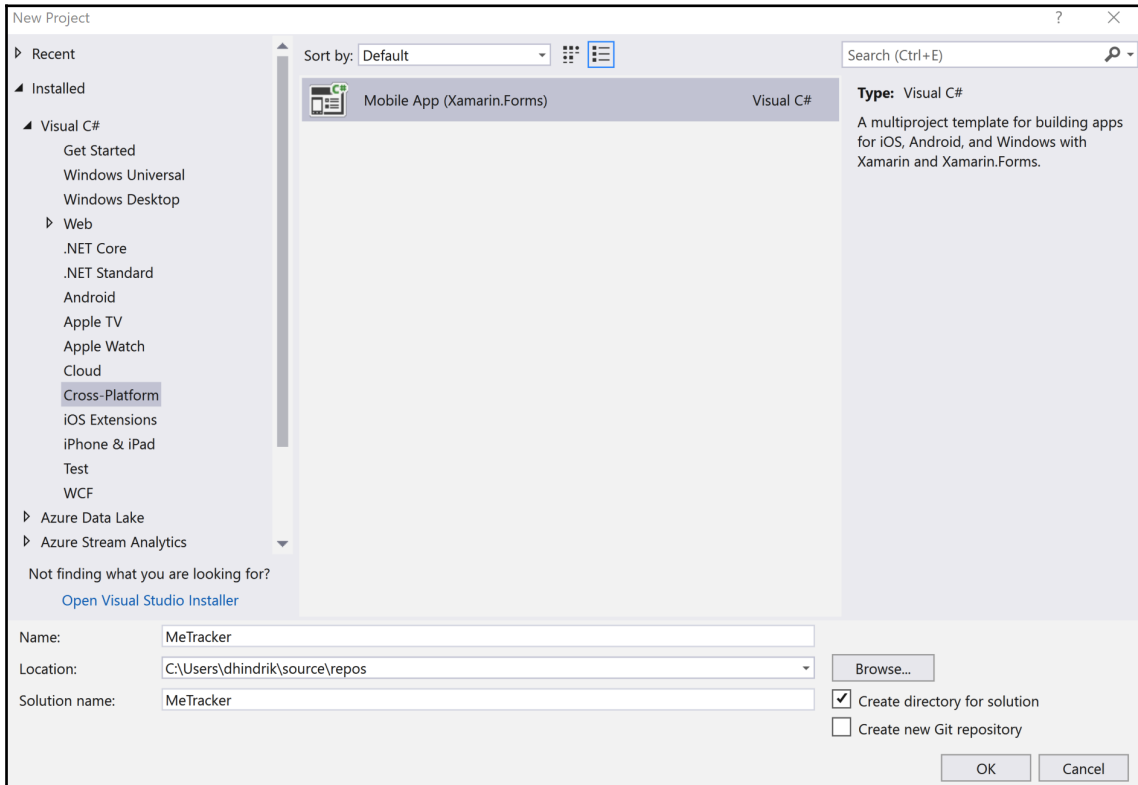 New Project
?
Recent
Installed
Visual C#
Get Started
Windows Universal
Windows Desktop
Web
.NET Core
.NET Standard
Android
Apple TV
Apple Watch
Cloud
Cross-Platform
iOS Extensions
iPhone & iPad
Test
WCF
Azure Data Lake
Azure Stream Analytics
Not finding what you are looking for?
Open Visual Studio Installer
Sort by: Default
C#
Mobile App (Xamarin.Forms) Visual C#
Search (Ctrl+E)
Type: Visual C#
A multiproject template for building apps
for iOS, Android, and Windows with
Xamarin and Xamarin.Forms.
Name: MeTracker
Location: C:\Users\dhindrik\source\repos
Browse...
Solution name: MeTracker
Create directory for solution
Create new Git repository
OK Cancel